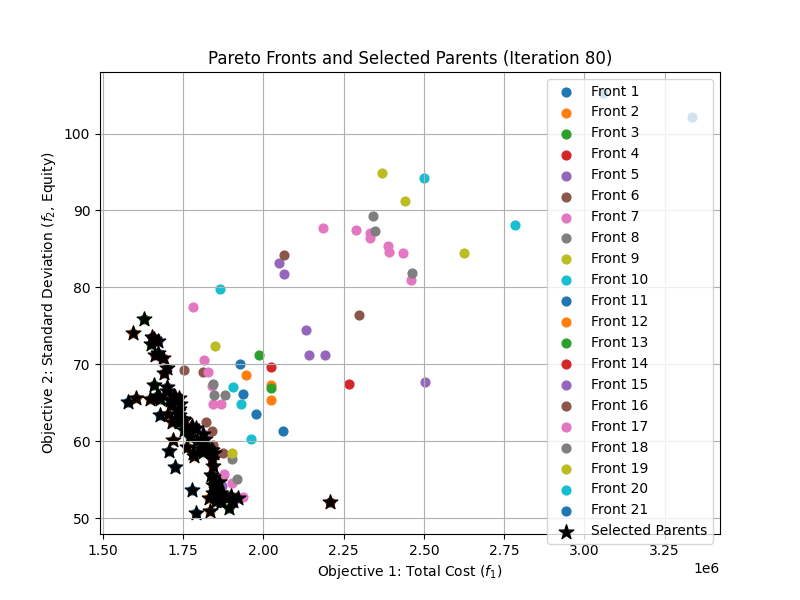 Pareto Fronts and Selected Parents (Iteration 80)
Objective 2: Standard Deviation (f₂, Equity)
100
90
80
70
60
50
1.50
1.75
2.00
2.25
2.50
2.75
3.00
3.25
1e6
Objective 1: Total Cost (f₁)
Front 1
Front 2
Front 3
Front 4
Front 5
Front 6
Front 7
Front 8
Front 9
Front 10
Front 11
Front 12
Front 13
Front 14
Front 15
Front 16
Front 17
Front 18
Front 19
Front 20
Front 21
Selected Parents